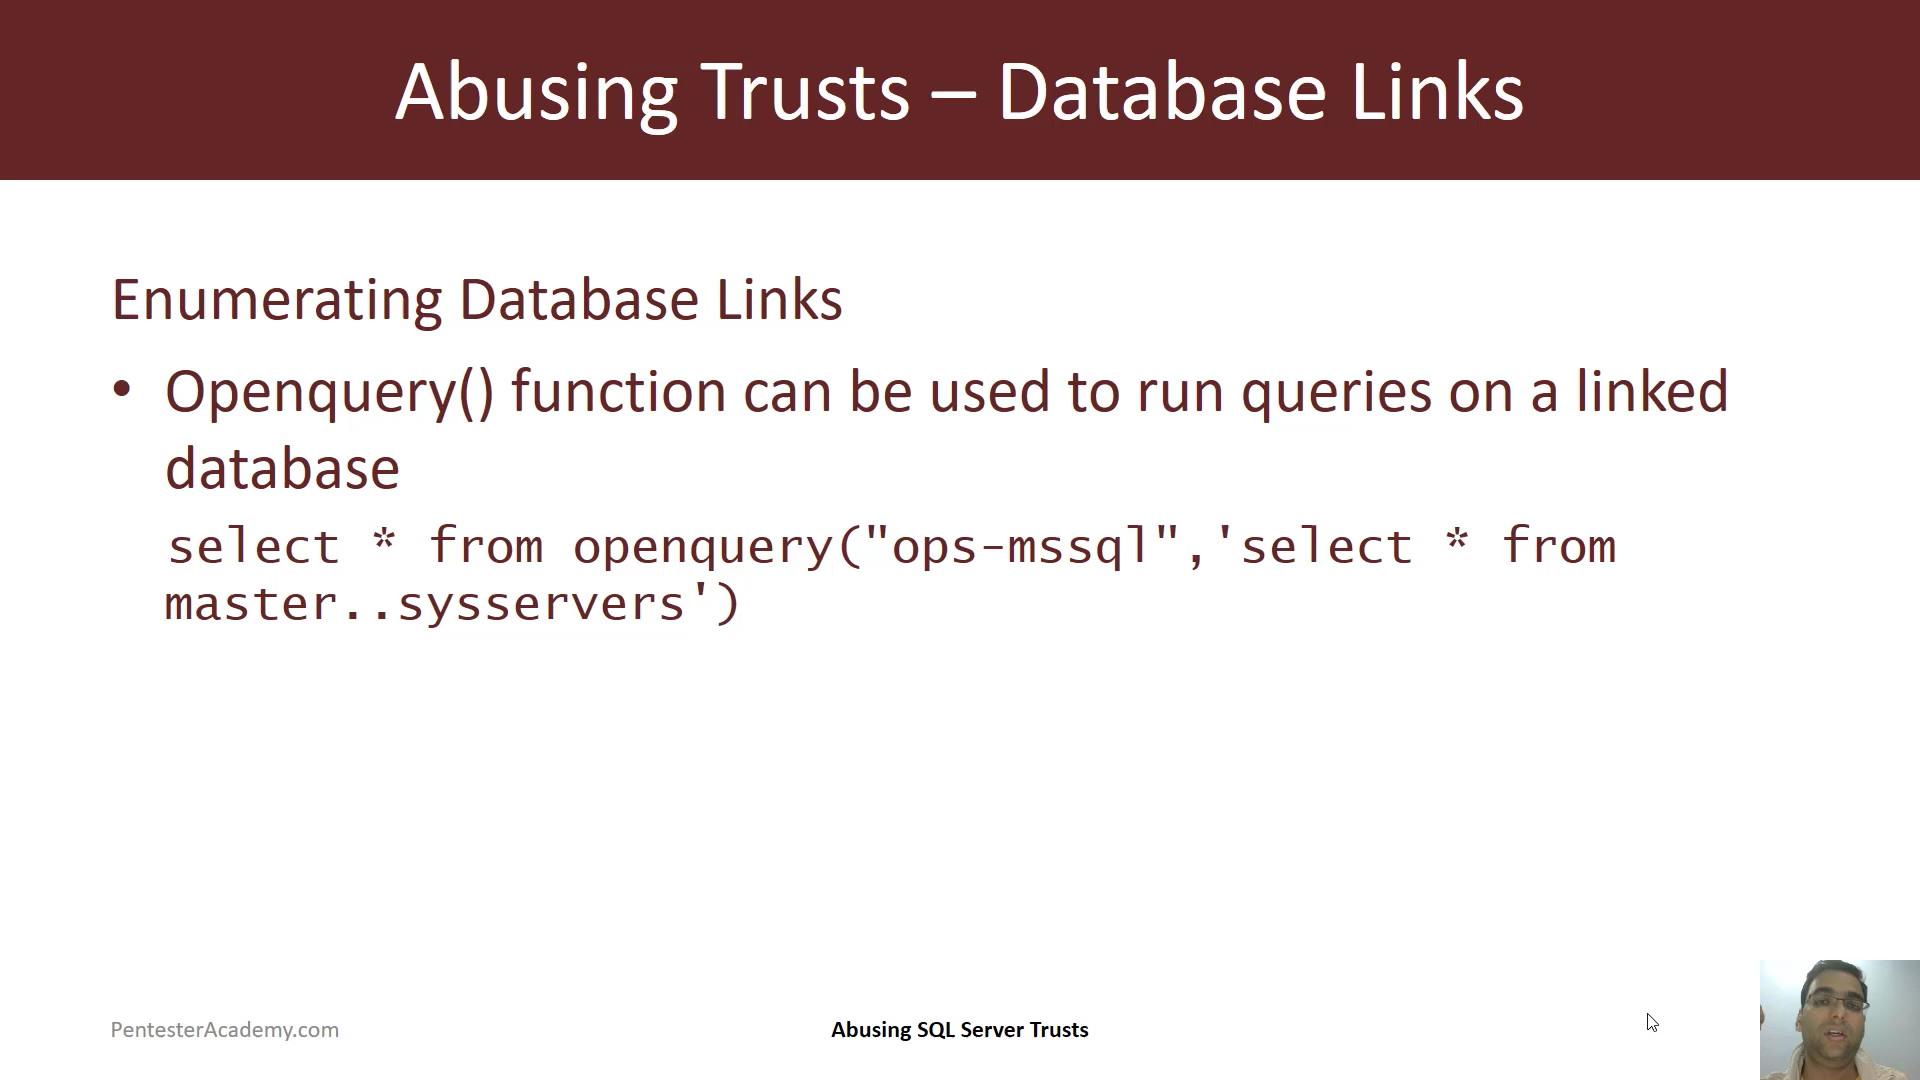 Abusing Trusts – Database Links
Enumerating Database Links
• Openquery() function can be used to run queries on a linked
database
select * from openquery("ops-mssql",'select * from
master..sysservers')
PentesterAcademy.com
Abusing SQL Server Trusts